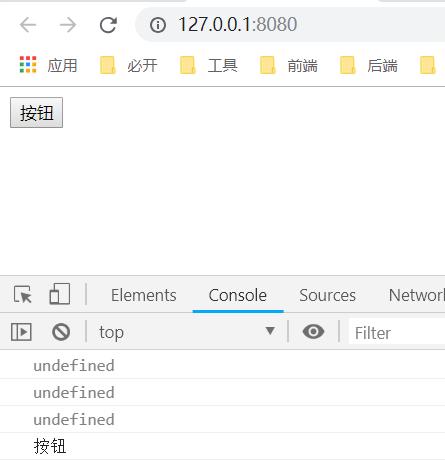 127.0.0.1:8080
应用 必开 工具 前端 后端
按钮
Elements Console Sources Network
top Filter
undefined
undefined
undefined
按钮